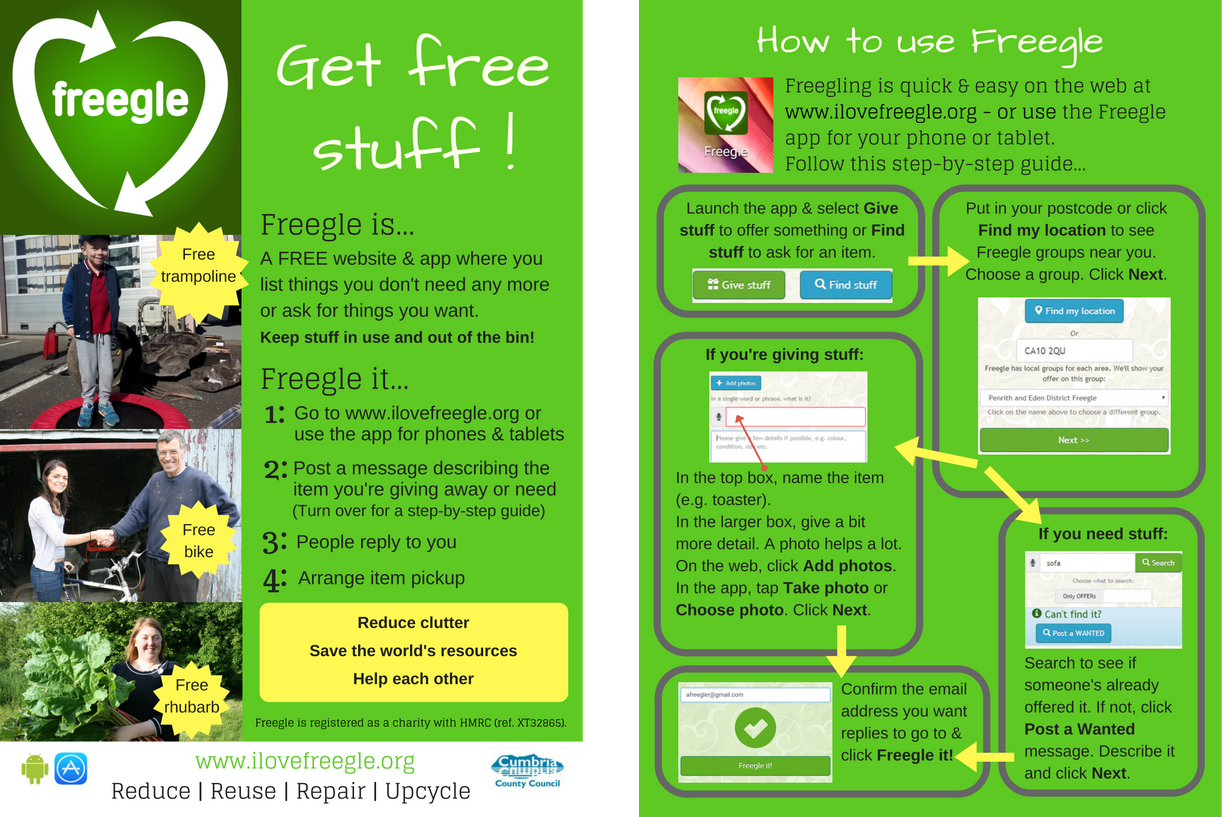 freegle
Get free
stuff !
Free
trampoline
Free
bike
Free
rhubarb
Freegle is...
A FREE website & app where you
list things you don't need any more
or ask for things you want.
Keep stuff in use and out of the bin!
Freegle it...
1: Go to www.ilovefreegle.org or
use the app for phones & tablets
2: Post a message describing the
item you're giving away or need
(Turn over for a step-by-step guide)
3: People reply to you
4: Arrange item pickup
Reduce clutter
Save the world's resources
Help each other
Freegle is registered as a charity with HMRC (ref. XT32865).
www.ilovefreegle.org
Reduce | Reuse | Repair | Upcycle
Cumbria
County Council
How to use Freegle
freegle
Freegle
Freegling is quick & easy on the web at
www.ilovefreegle.org - or use the Freegle
app for your phone or tablet.
Follow this step-by-step guide...
Launch the app & select Give
stuff to offer something or Find
stuff to ask for an item.
Give stuff
Find stuff
Put in your postcode or click
Find my location to see
Freegle groups near you.
Choose a group. Click Next.
Find my location
Or
CA10 2QU
Freegle has local groups for each area. We'll show your
offer on this group:
Penrith and Eden District Freegle
Click on the name above to choose a different group.
Next >>
If you're giving stuff:
Add photos
In a single word or phrase, what is it?
Please give a few details if possible, e.g. colour,
condition, size etc.
In the top box, name the item
(e.g. toaster).
In the larger box, give a bit
more detail. A photo helps a lot.
On the web, click Add photos.
In the app, tap Take photo or
Choose photo. Click Next.
If you need stuff:
sofa
Search
Choose what to search:
Only OFFERs
Can't find it?
Post a WANTED
Search to see if
someone's already
offered it. If not, click
Post a Wanted
message. Describe it
and click Next.
afreegler@gmail.com
Freegle it!
Confirm the email
address you want
replies to go to &
click Freegle it!